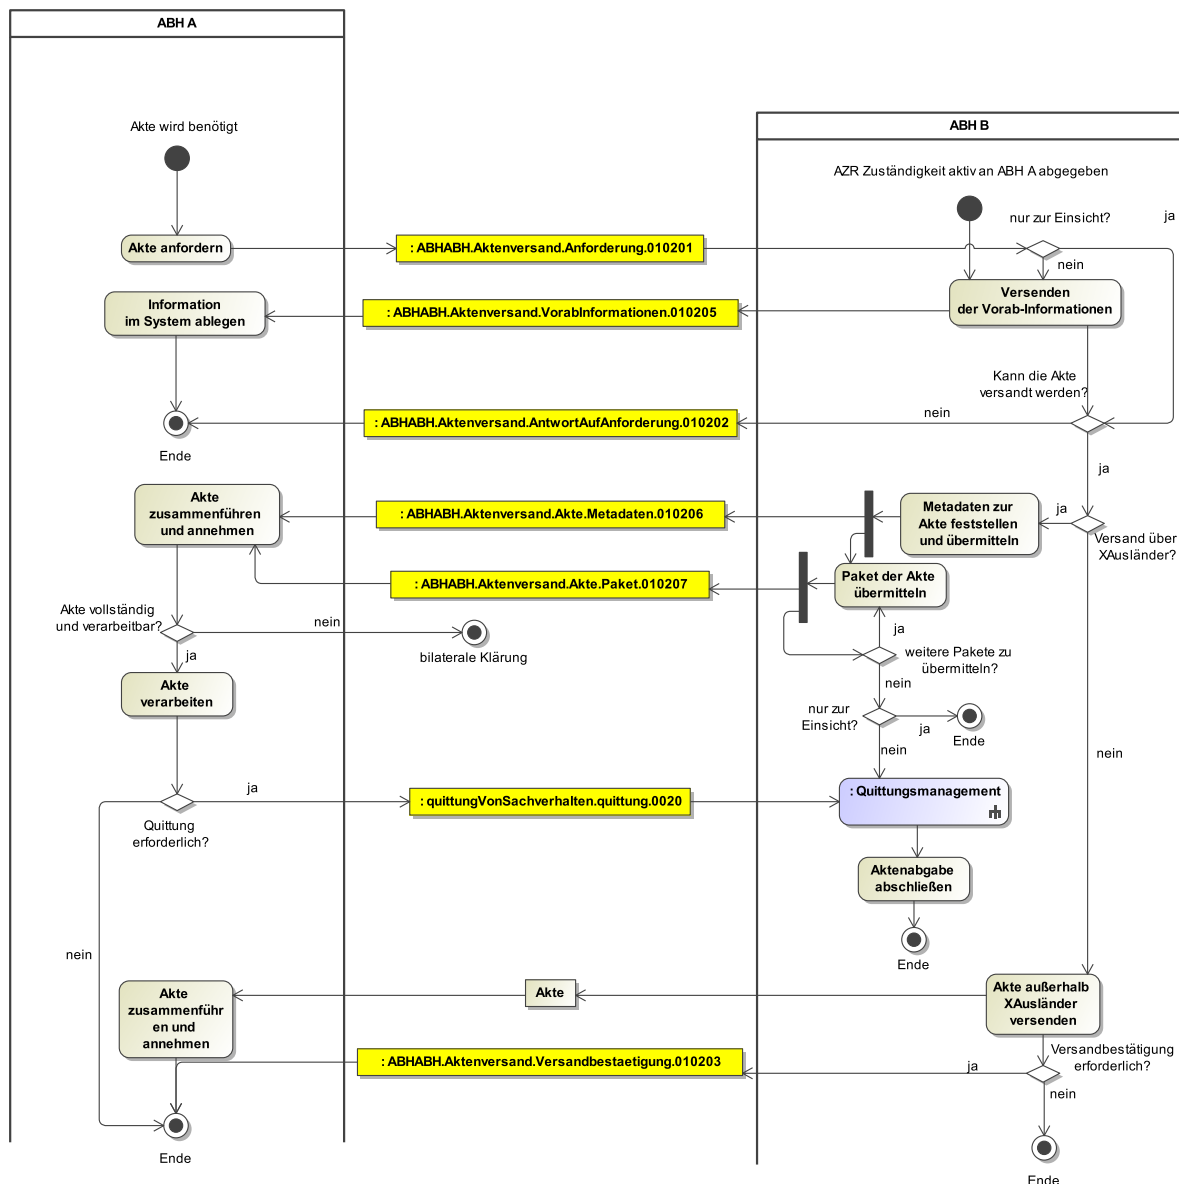 ABH A
ABH B
Akte wird benötigt
AZR Zuständigkeit aktiv an ABH A abgegeben
nur zur Einsicht?
ja
Akte anfordern
: ABHABH.Aktenversand.Anforderung.010201
nein
Information
im System ablegen
: ABHABH.Aktenversand.VorabInformationen.010205
Versenden
der Vorab-Informationen
Kann die Akte
versandt werden?
nein
: ABHABH.Aktenversand.AntwortAufAnforderung.010202
Ende
ja
Akte
zusammenführen
und annehmen
: ABHABH.Aktenversand.Akte.Metadaten.010206
Metadaten zur
Akte feststellen
und übermitteln
ja
Versand über
XAusländer?
: ABHABH.Aktenversand.Akte.Paket.010207
Paket der Akte
übermitteln
Akte vollständig
und verarbeitbar?
nein
bilaterale Klärung
ja
weitere Pakete zu
übermitteln?
ja
Akte
verarbeiten
nein
nur zur
Einsicht?
ja
Ende
nein
nein
ja
: quittungVonSachverhalten.quittung.0020
: Quittungsmanagement
Quittung
erforderlich?
Aktenabgabe
abschließen
nein
Ende
Akte
zusammenführ
en und
annehmen
Akte
Akte außerhalb
XAusländer
versenden
: ABHABH.Aktenversand.Versandbestaetigung.010203
ja
Versandbestätigung
erforderlich?
nein
Ende
Ende